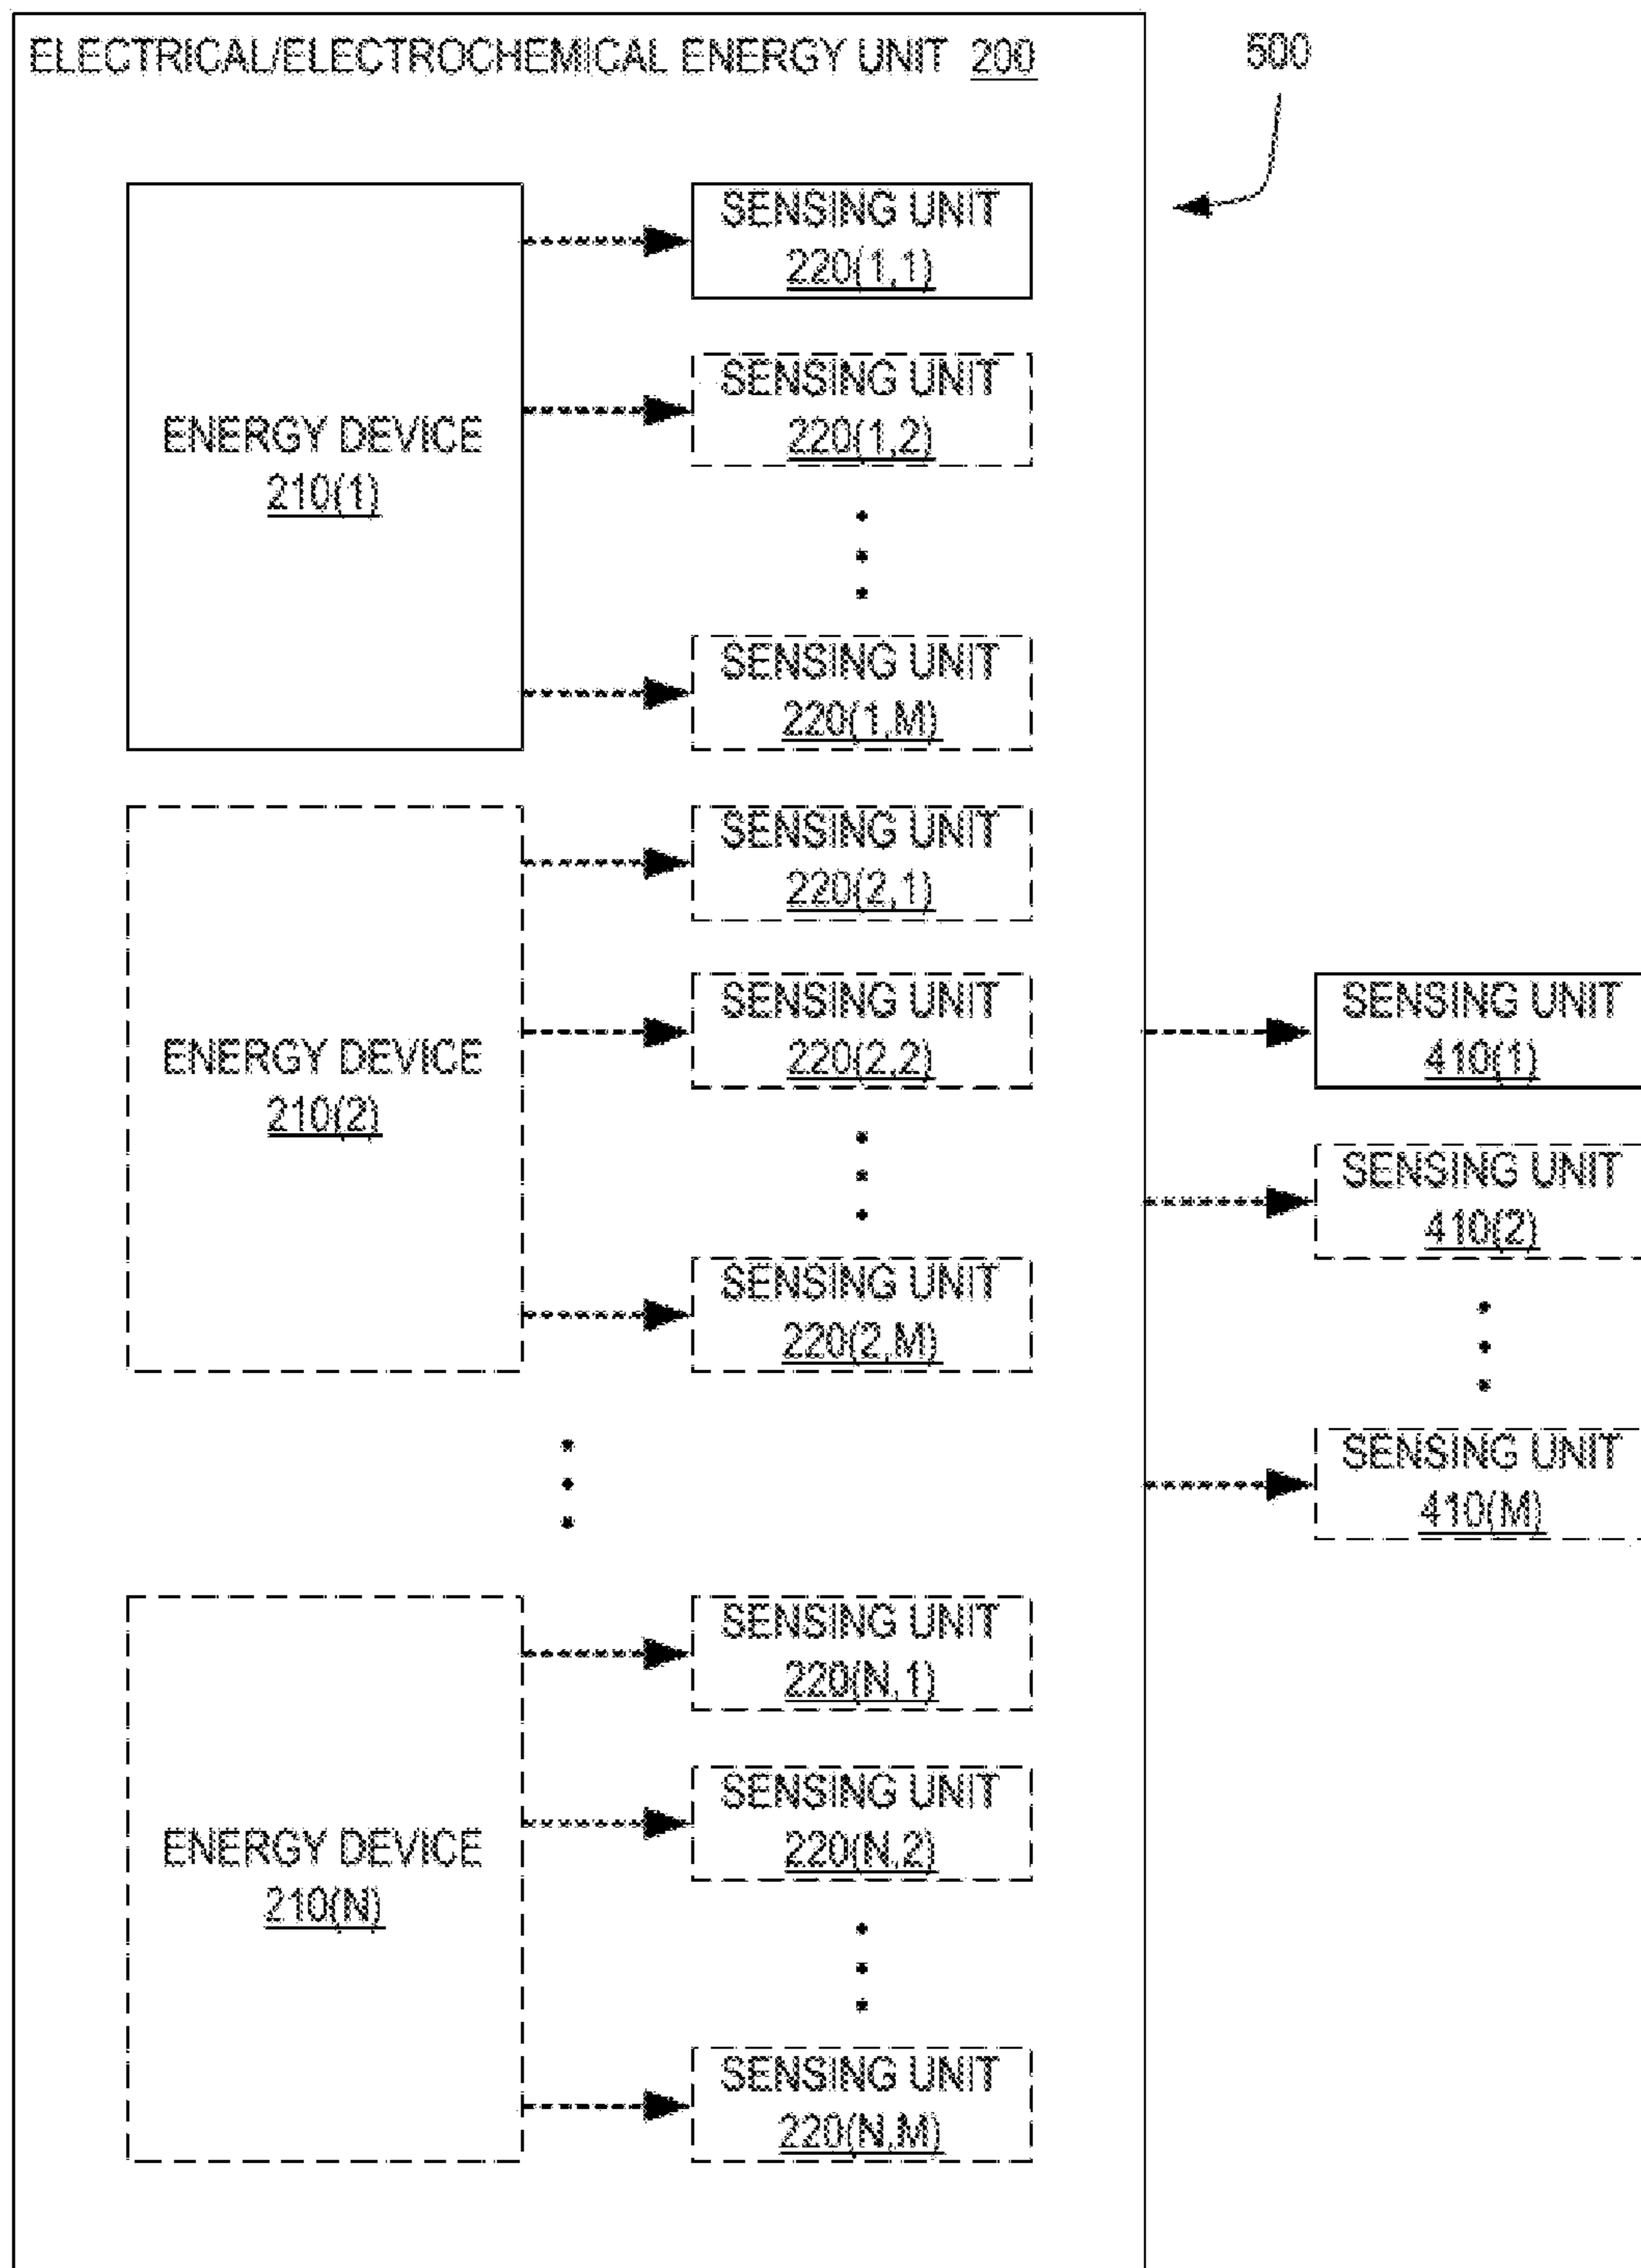 ELECTRICAL/ELECTROCHEMICAL ENERGY UNIT 200
500
ENERGY DEVICE
210(1)
SENSING UNIT
220(1,1)
SENSING UNIT
220(1,2)
SENSING UNIT
220(1,M)
ENERGY DEVICE
210(2)
SENSING UNIT
220(2,1)
SENSING UNIT
220(2,2)
SENSING UNIT
220(2,M)
SENSING UNIT
410(1)
SENSING UNIT
410(2)
SENSING UNIT
410(M)
ENERGY DEVICE
210(N)
SENSING UNIT
220(N,1)
SENSING UNIT
220(N,2)
SENSING UNIT
220(N,M)